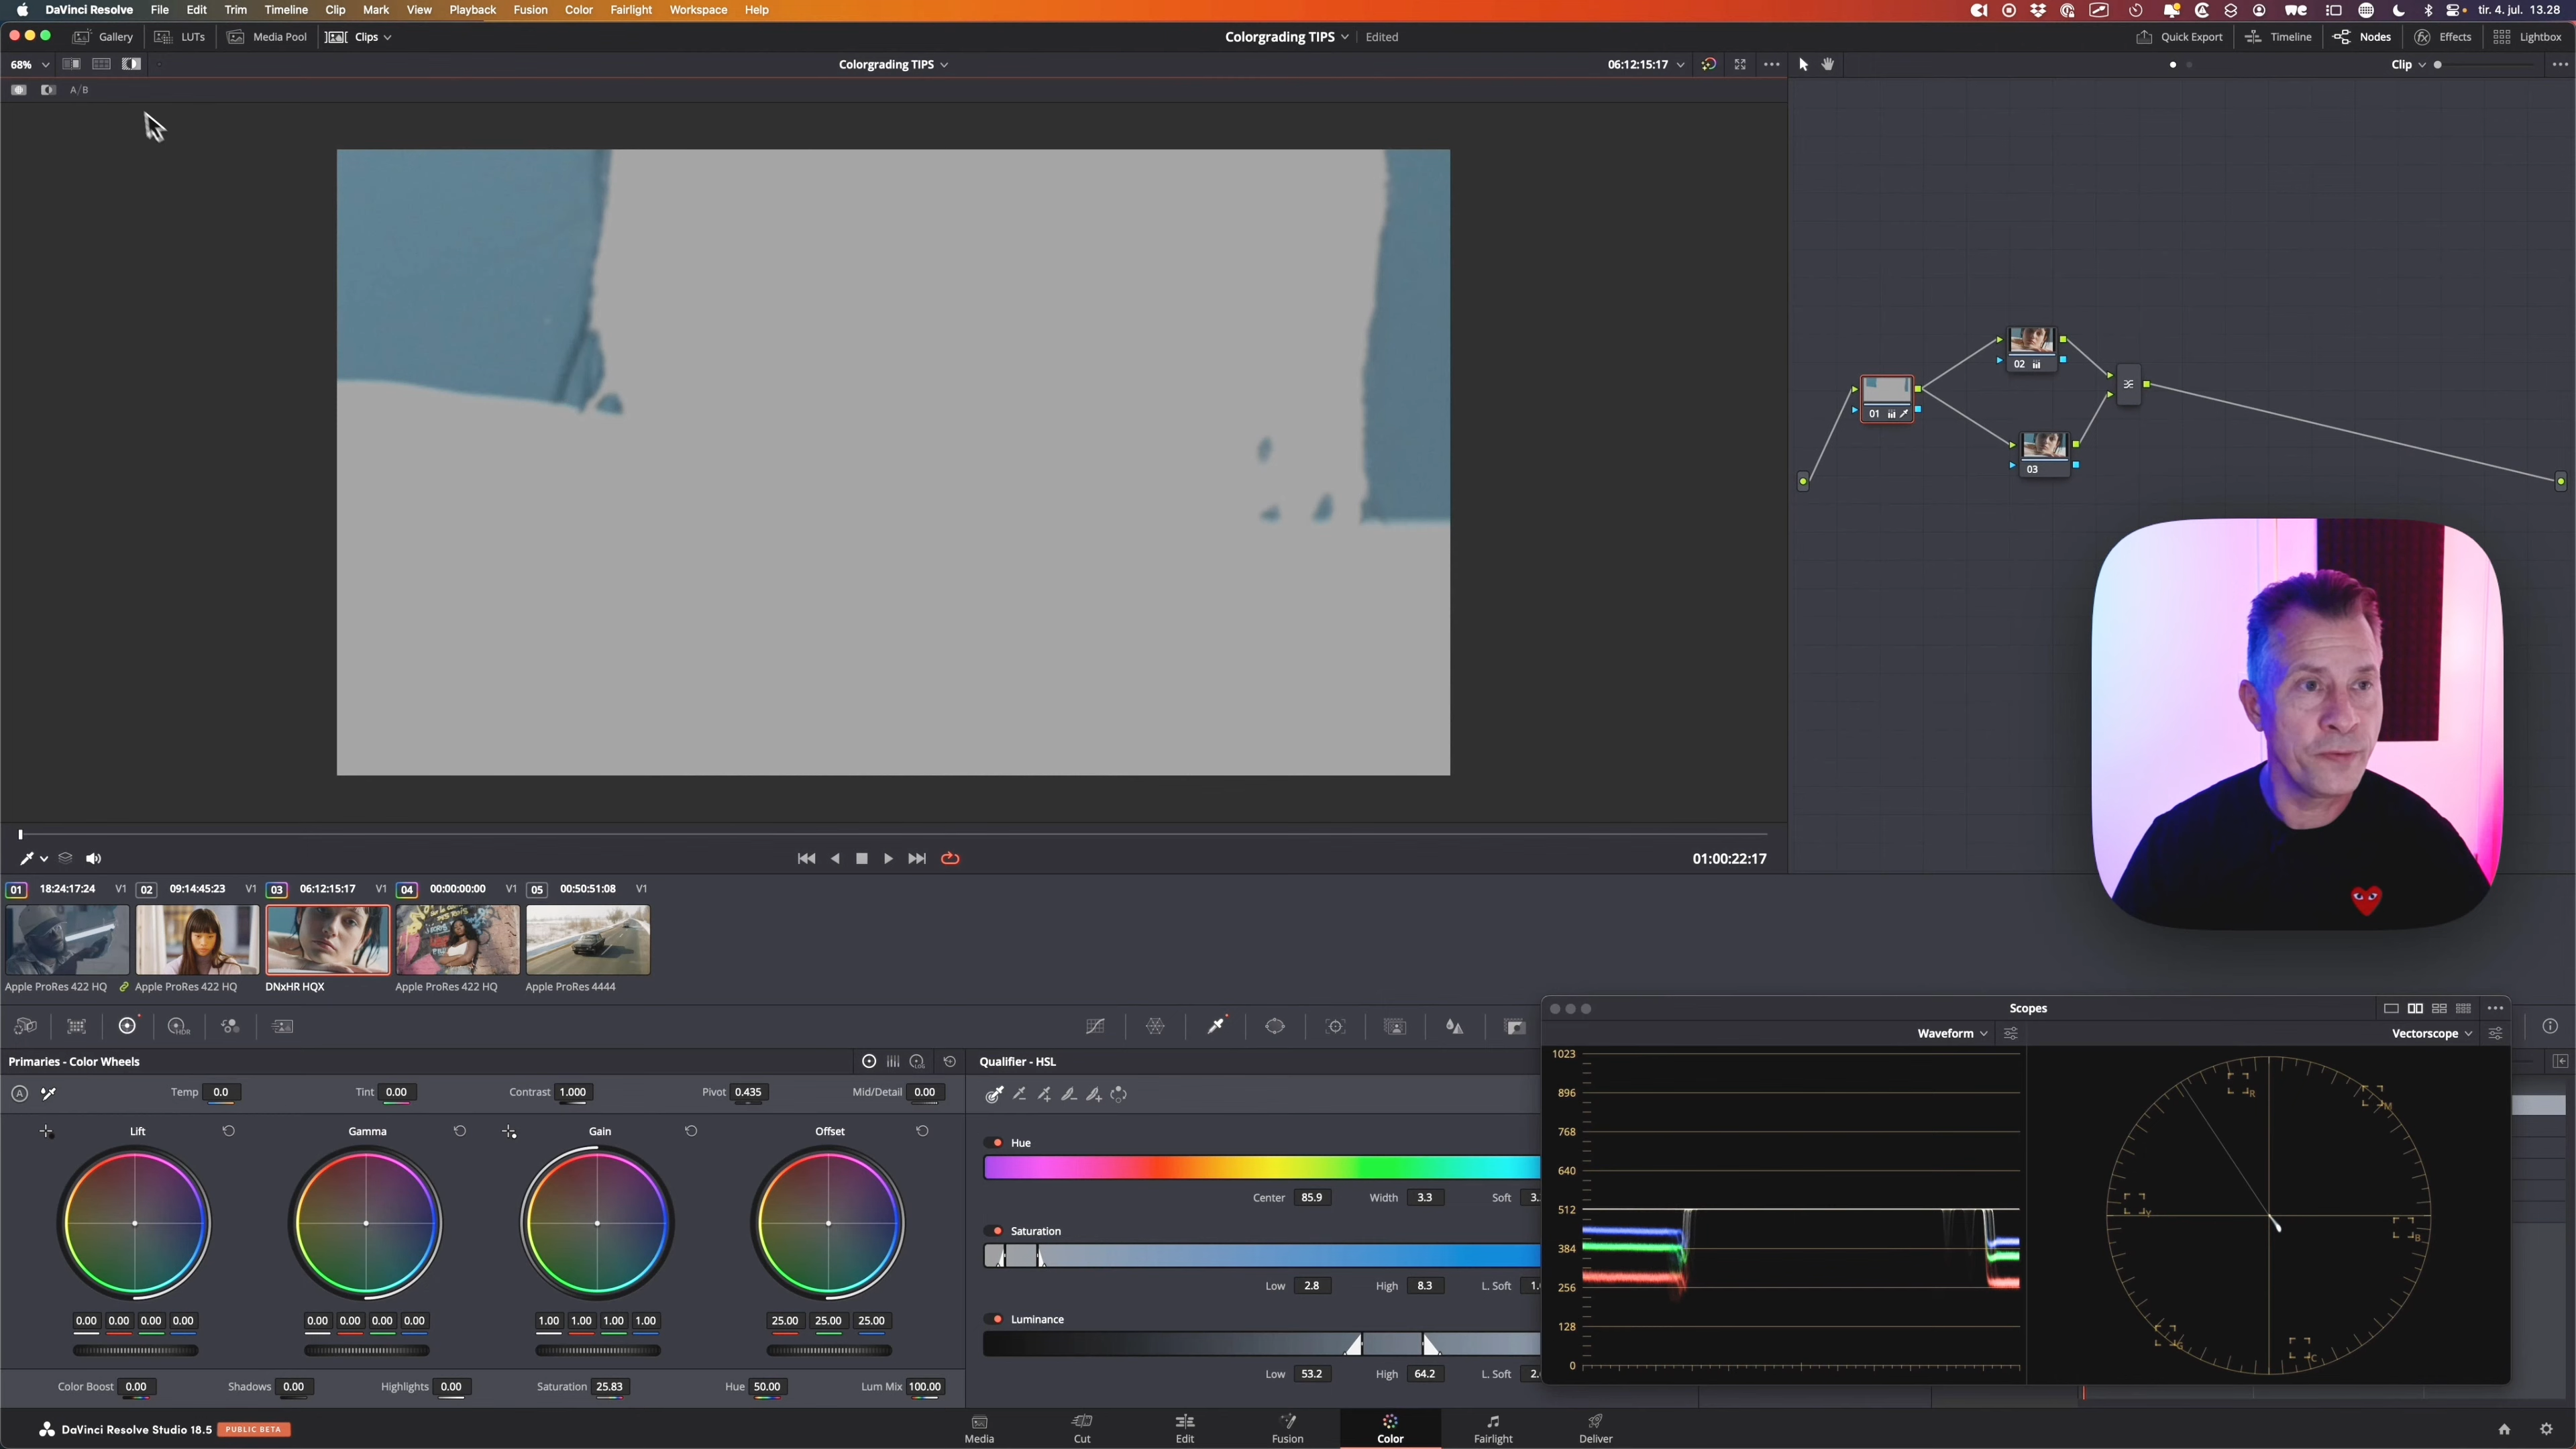 DaVinci Resolve File Edit Trim Timeline Clip Mark View Playback Fusion Color Fairlight Workspace Help tir. 4. jul. 13.28
Gallery LUTs Media Pool Clips Colorgrading TIPS Edited Quick Export Timeline Nodes Effects Lightbox
68% Colorgrading TIPS 06:12:15:17 Clip
A/B
02
01
03
01:00:22:17
01 18:24:17:24 V1 02 09:14:45:23 V1 03 06:12:15:17 V1 04 00:00:00:00 V1 05 00:50:51:08 V1
Apple ProRes 422 HQ Apple ProRes 422 HQ DNxHR HQX Apple ProRes 422 HQ Apple ProRes 4444
Scopes
HDR
Waveform Vectorscope
Primaries - Color Wheels LOG Qualifier - HSL
A Temp 0.0 Tint 0.00 Contrast 1.000 Pivot 0.435 Mid/Detail 0.00
Lift Gamma Gain Offset
Hue
Center 85.9 Width 3.3 Soft 3.
Saturation
Low 2.8 High 8.3 L. Soft 1.
0.00 0.00 0.00 0.00 0.00 0.00 0.00 0.00 1.00 1.00 1.00 1.00 25.00 25.00 25.00
Luminance
Low 53.2 High 64.2 L. Soft 2.
Color Boost 0.00 Shadows 0.00 Highlights 0.00 Saturation 25.83 Hue 50.00 Lum Mix 100.00
1023
896
768
640
512
384
256
128
0
R
M
Y
B
G
C
DaVinci Resolve Studio 18.5 PUBLIC BETA
Media Cut Edit Fusion Color Fairlight Deliver